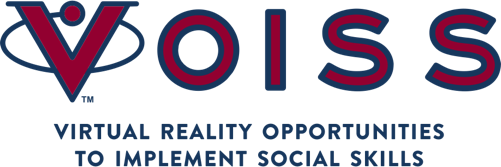 VOISS
TM
VIRTUAL REALITY OPPORTUNITIES
TO IMPLEMENT SOCIAL SKILLS